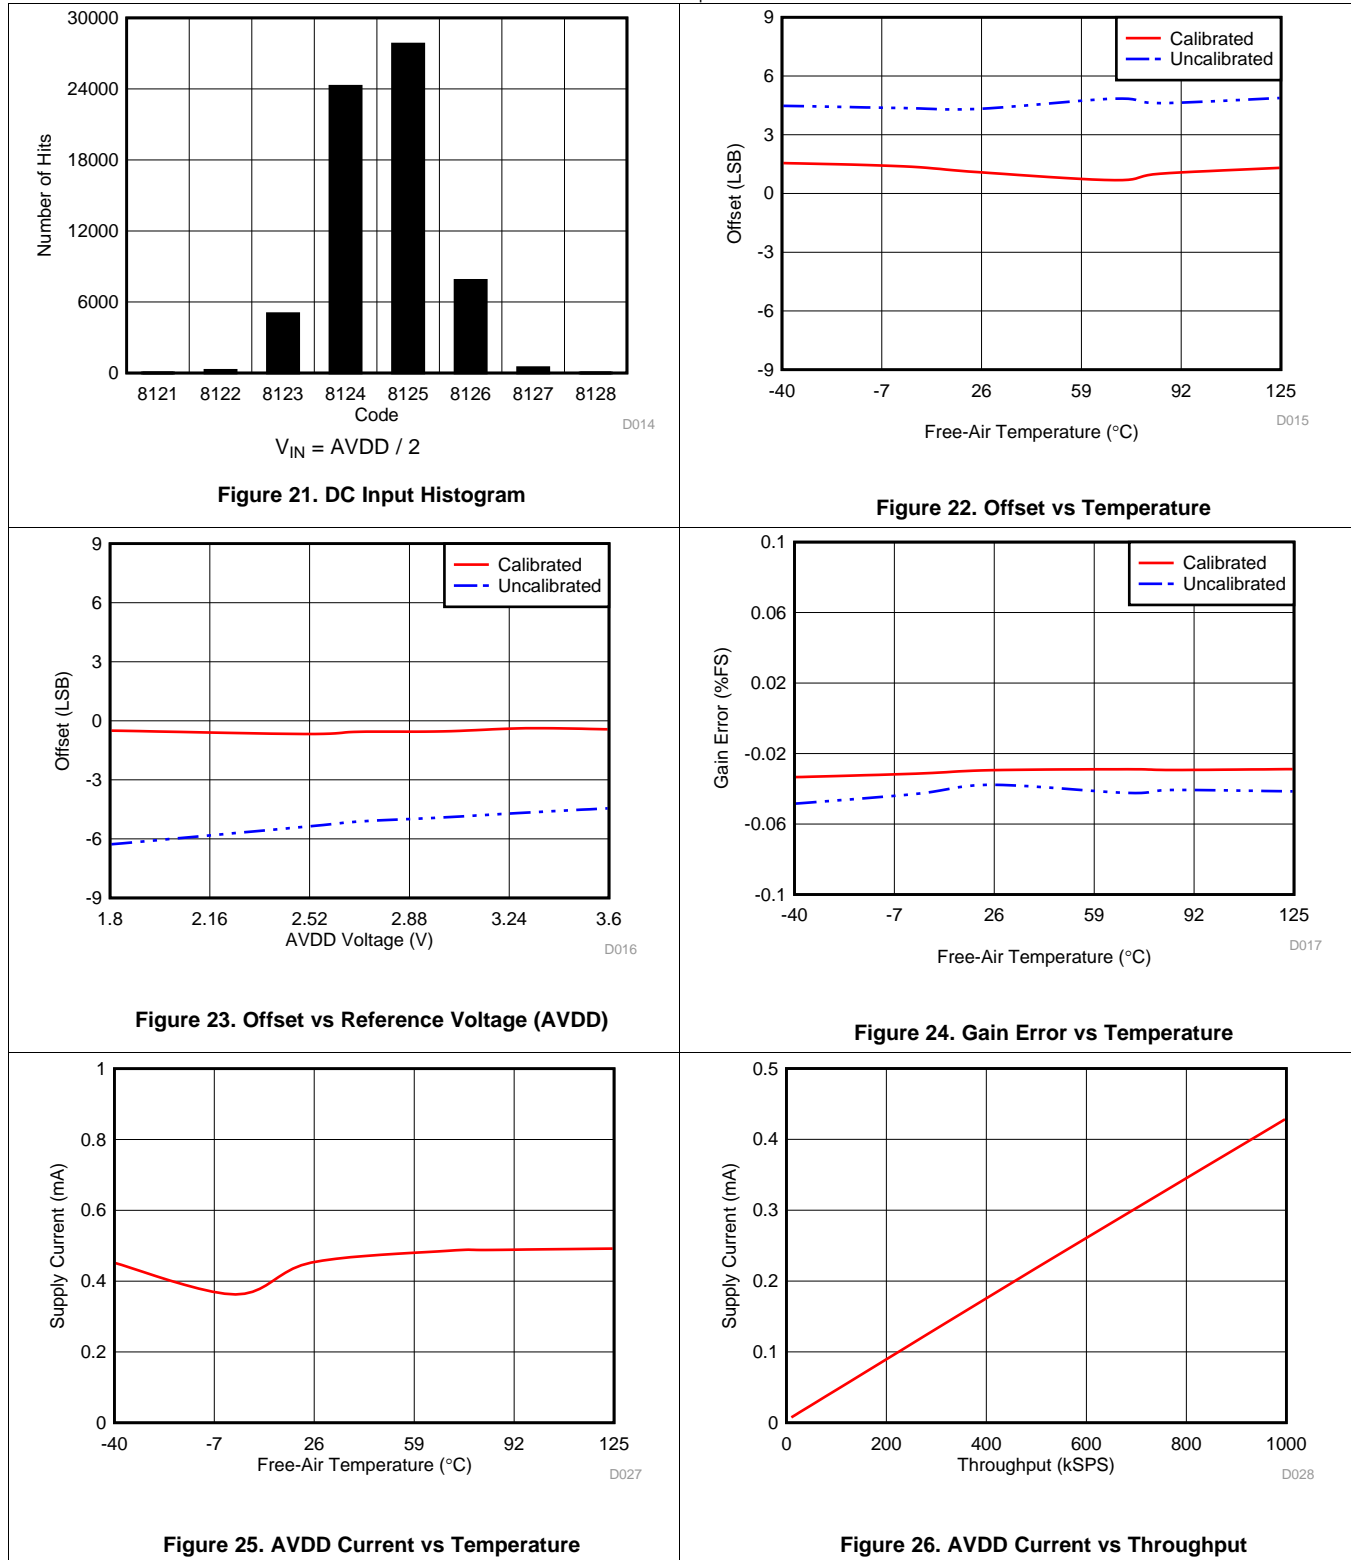 30000
24000
18000
12000
6000
0
Number of Hits
8121 8122 8123 8124 8125 8126 8127 8128
Code
D014
V_IN = AVDD / 2
Figure 21. DC Input Histogram
9
6
3
0
-3
-6
-9
Offset (LSB)
Calibrated
Uncalibrated
-40 -7 26 59 92 125
Free-Air Temperature (°C)
D015
Figure 22. Offset vs Temperature
9
6
3
0
-3
-6
-9
Offset (LSB)
Calibrated
Uncalibrated
1.8 2.16 2.52 2.88 3.24 3.6
AVDD Voltage (V)
D016
Figure 23. Offset vs Reference Voltage (AVDD)
0.1
0.06
0.02
-0.02
-0.06
-0.1
Gain Error (%FS)
Calibrated
Uncalibrated
-40 -7 26 59 92 125
Free-Air Temperature (°C)
D017
Figure 24. Gain Error vs Temperature
1
0.8
0.6
0.4
0.2
0
Supply Current (mA)
-40 -7 26 59 92 125
Free-Air Temperature (°C)
D027
Figure 25. AVDD Current vs Temperature
0.5
0.4
0.3
0.2
0.1
0
Supply Current (mA)
0 200 400 600 800 1000
Throughput (kSPS)
D028
Figure 26. AVDD Current vs Throughput